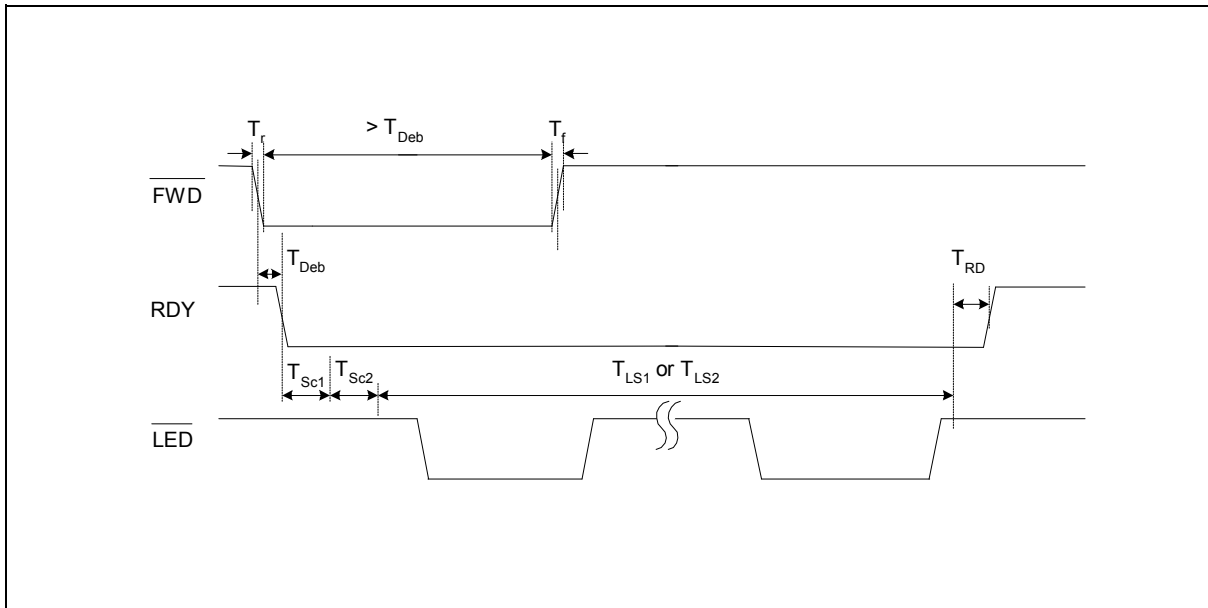 Tr
> TDeb
Tf
FWD
TDeb
TRD
RDY
TSc1
TSc2
TLS1 or TLS2
LED